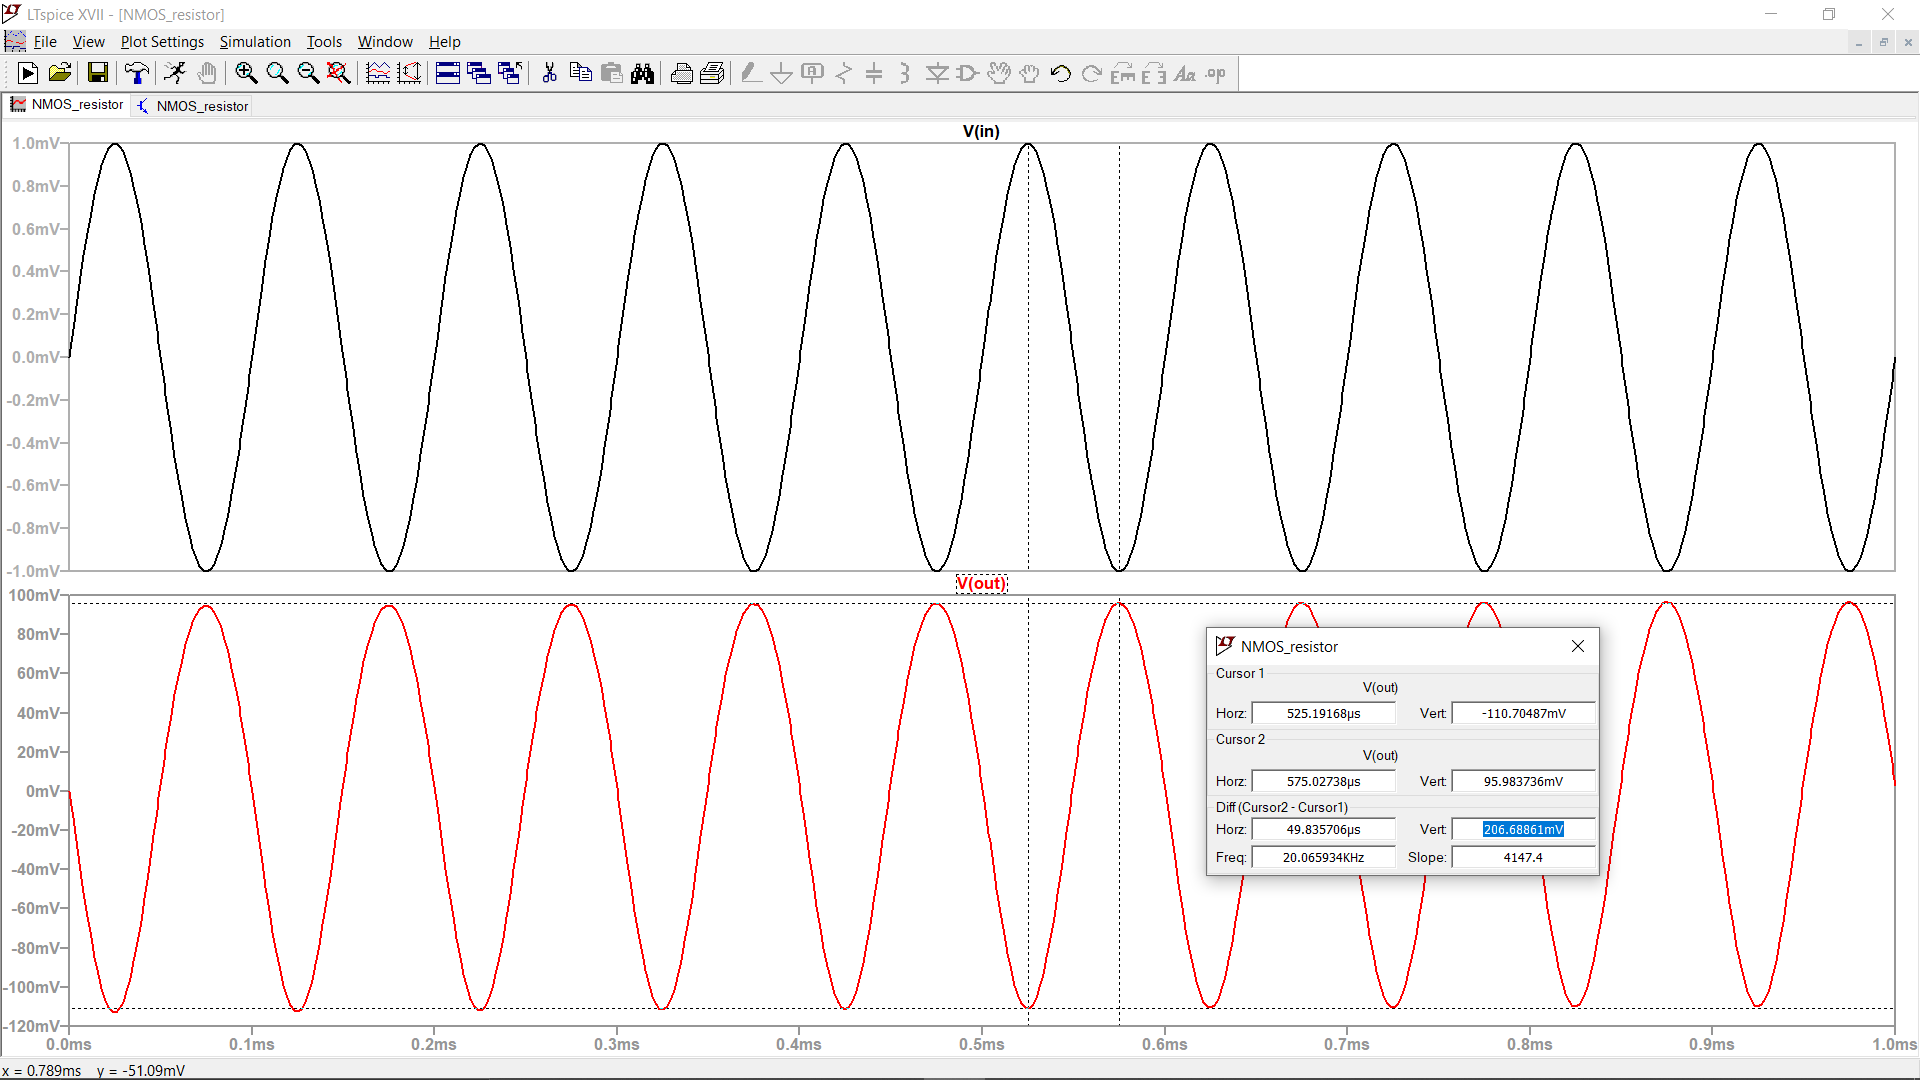 LTspice XVII - [NMOS_resistor]
File View Plot Settings Simulation Tools Window Help
Aa .op
NMOS_resistor NMOS_resistor
V(in)
1.0mV
0.8mV
0.6mV
0.4mV
0.2mV
0.0mV
-0.2mV
-0.4mV
-0.6mV
-0.8mV
-1.0mV
V(out)
100mV
80mV
60mV
40mV
20mV
0mV
-20mV
-40mV
-60mV
-80mV
-100mV
-120mV
0.0ms 0.1ms 0.2ms 0.3ms 0.4ms 0.5ms 0.6ms 0.7ms 0.8ms 0.9ms 1.0ms
NMOS_resistor
Cursor 1
V(out)
Horz: 525.19168µs Vert: -110.70487mV
Cursor 2
V(out)
Horz: 575.02738µs Vert: 95.983736mV
Diff (Cursor2 - Cursor1)
Horz: 49.835706µs Vert: 206.68861mV
Freq: 20.065934KHz Slope: 4147.4
x = 0.789ms y = -51.09mV